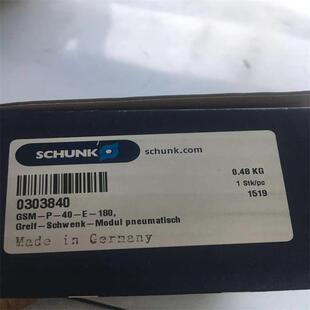 SCHUNK
schunk.com
0303840
0.48 KG
1 Stk/pc
1519
GSM-P-40-E-180,
Greif-Schwenk-Modul pneumatisch
Made in Germany